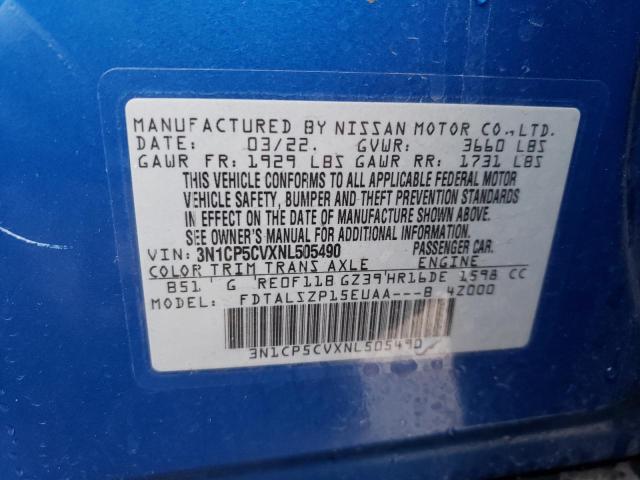 MANUFACTURED BY NISSAN MOTOR CO.,LTD.
DATE: 03/22. GVWR: 3660 LBS
GAWR FR: 1929 LBS GAWR RR: 1731 LBS
THIS VEHICLE CONFORMS TO ALL APPLICABLE FEDERAL MOTOR
VEHICLE SAFETY, BUMPER AND THEFT PREVENTION STANDARDS
IN EFFECT ON THE DATE OF MANUFACTURE SHOWN ABOVE.
SEE OWNER'S MANUAL FOR ADDITIONAL INFORMATION.
VIN: 3N1CP5CVXNL505490 PASSENGER CAR.
COLOR TRIM TRANS AXLE ENGINE
B51 G RE0F11B GZ39 HR16DE 1598 CC
MODEL: FDTALSZP15EUAA---B 4Z000
3N1CP5CVXNL505490